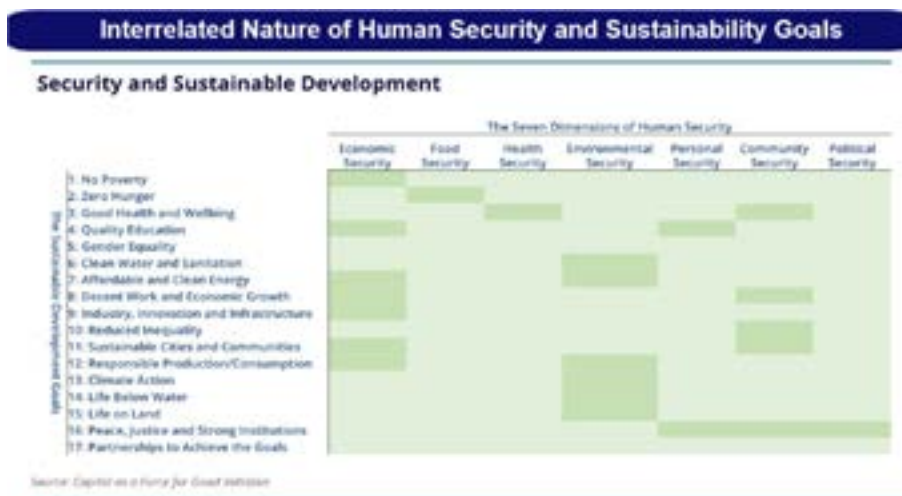 Interrelated Nature of Human Security and Sustainability Goals
Security and Sustainable Development
The Seven Dimensions of Human Security
Economic Security
Food Security
Health Security
Environmental Security
Personal Security
Community Security
Political Security
The Sustainable Development Goals
1: No Poverty
2: Zero Hunger
3: Good Health and Wellbeing
4: Quality Education
5: Gender Equality
6: Clean Water and Sanitation
7: Affordable and Clean Energy
8: Decent Work and Economic Growth
9: Industry, Innovation and Infrastructure
10: Reduced Inequality
11: Sustainable Cities and Communities
12: Responsible Production/Consumption
13: Climate Action
14: Life Below Water
15: Life on Land
16: Peace, Justice and Strong Institutions
17: Partnerships to Achieve the Goals
Source: Capital as a Force for Good Initiative